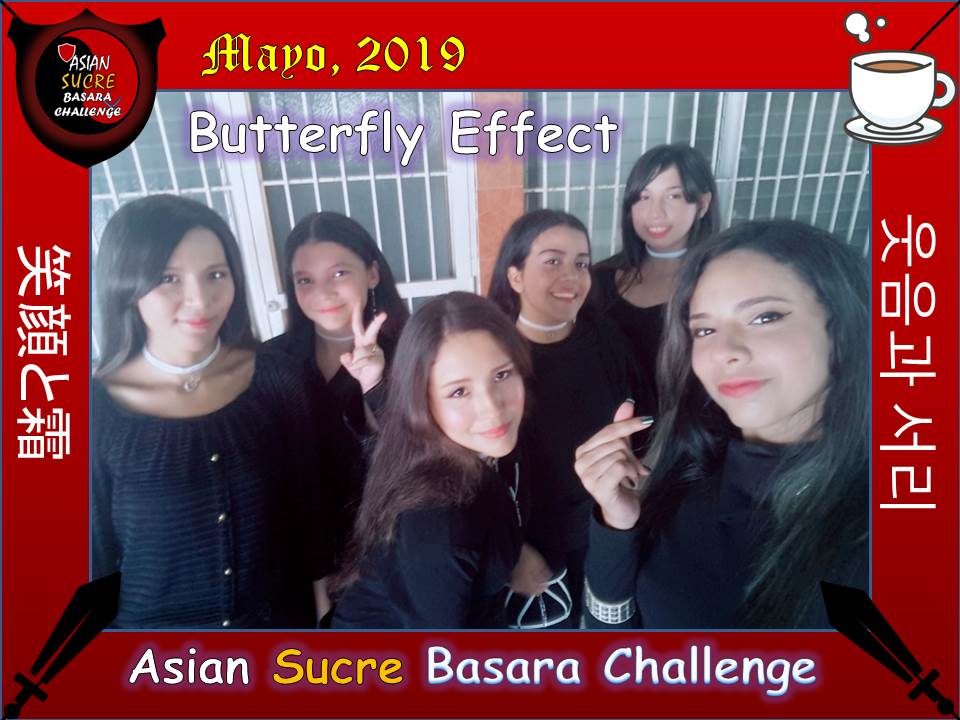 ASIAN
SUCRE
BASARA
CHALLENGE
Mayo, 2019
Butterfly Effect
笑顔と霜
웃음과 서리
Asian Sucre Basara Challenge